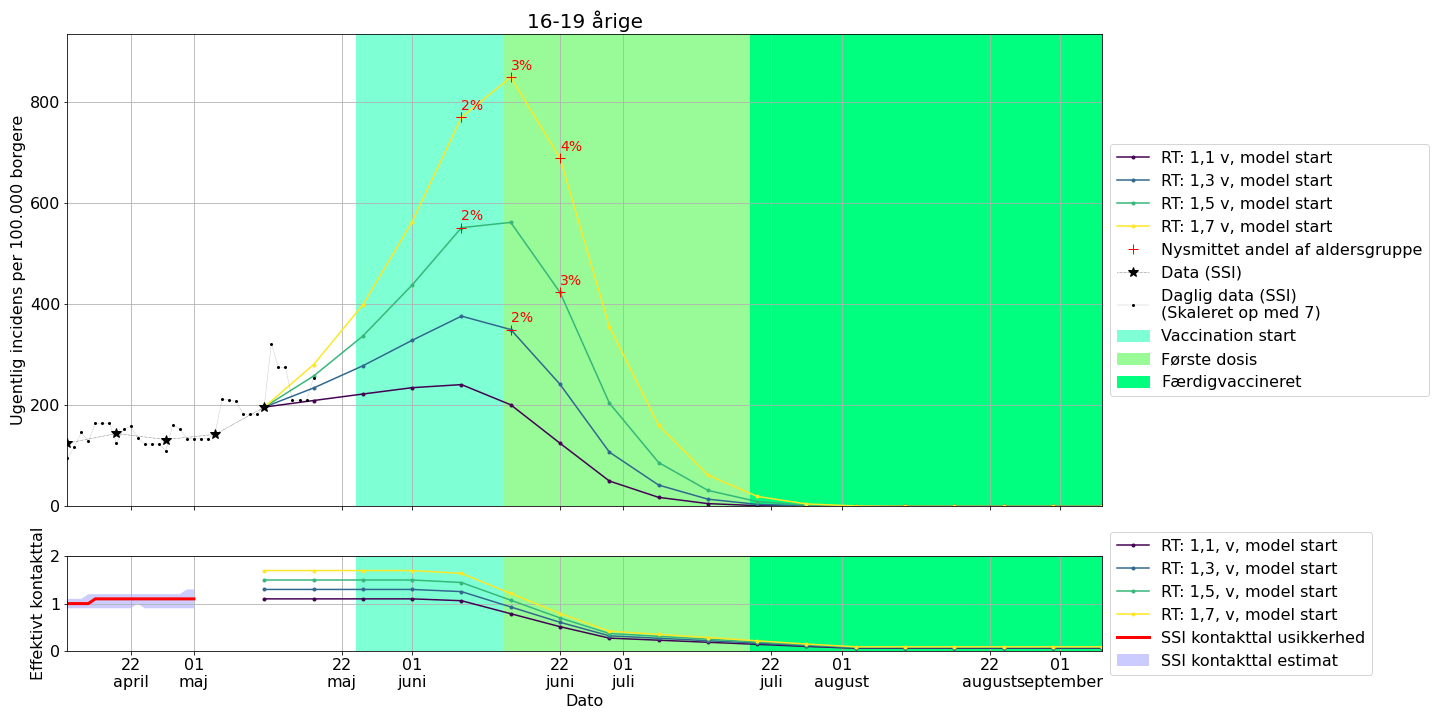 16-19 årige
Ugentlig incidens per 100.000 borgere
800
600
400
200
0
3%
2%
4%
2%
3%
2%
RT: 1,1 v, model start
RT: 1,3 v, model start
RT: 1,5 v, model start
RT: 1,7 v, model start
Nysmittet andel af aldersgruppe
Data (SSI)
Daglig data (SSI)
(Skaleret op med 7)
Vaccination start
Første dosis
Færdigvaccineret
Effektivt kontakttal
2
1
0
RT: 1,1, v, model start
RT: 1,3, v, model start
RT: 1,5, v, model start
RT: 1,7, v, model start
SSI kontakttal usikkerhed
SSI kontakttal estimat
22 01 22 01 22 01 22 01 22 01
april maj maj juni juni juli juli august august september
Dato